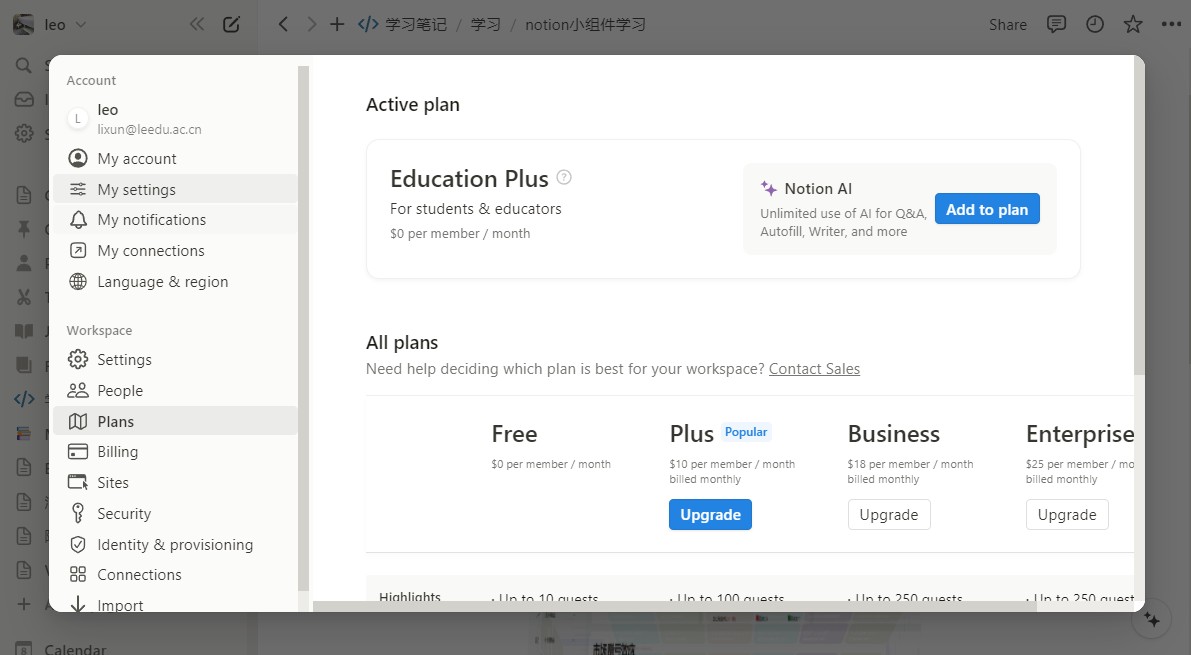 leo
学习笔记 / 学习 / notion小组件学习
Share
Account
L
leo
lixun@leedu.ac.cn
My account
My settings
My notifications
My connections
Language & region
Workspace
Settings
People
Plans
Billing
Sites
Security
Identity & provisioning
Connections
Import
Calendar
Active plan
Education Plus
For students & educators
$0 per member / month
Notion AI
Unlimited use of AI for Q&A,
Autofill, Writer, and more
Add to plan
All plans
Need help deciding which plan is best for your workspace? Contact Sales
Free
$0 per member / month
Plus Popular
$10 per member / month
billed monthly
Upgrade
Business
$18 per member / month
billed monthly
Upgrade
Enterprise
$25 per member / mo
billed monthly
Upgrade
Highlights
· Up to 10 guests
· Up to 100 guests
· Up to 250 guests
· Up to 250 guests